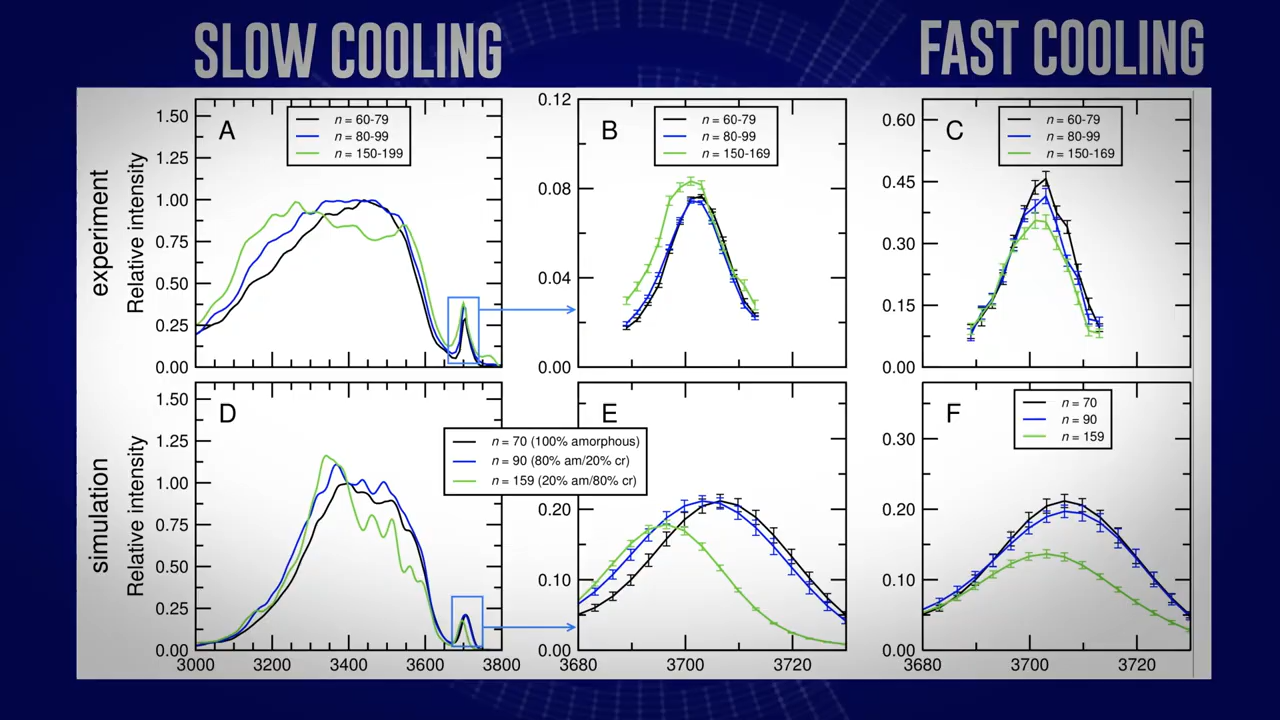 SLOW COOLING
FAST COOLING
experiment
Relative intensity
1.50
1.25
1.00
0.75
0.50
0.25
0.00
A
n = 60-79
n = 80-99
n = 150-199
0.12
0.08
0.04
0.00
B
n = 60-79
n = 80-99
n = 150-169
0.60
0.45
0.30
0.15
0.00
C
n = 60-79
n = 80-99
n = 150-169
simulation
Relative intensity
1.50
1.25
1.00
0.75
0.50
0.25
0.00
D
3000
3200
3400
3600
3800
n = 70 (100% amorphous)
n = 90 (80% am/20% cr)
n = 159 (20% am/80% cr)
E
0.20
0.10
0.00
3680
3700
3720
0.30
0.20
0.10
0.00
F
n = 70
n = 90
n = 159
3680
3700
3720